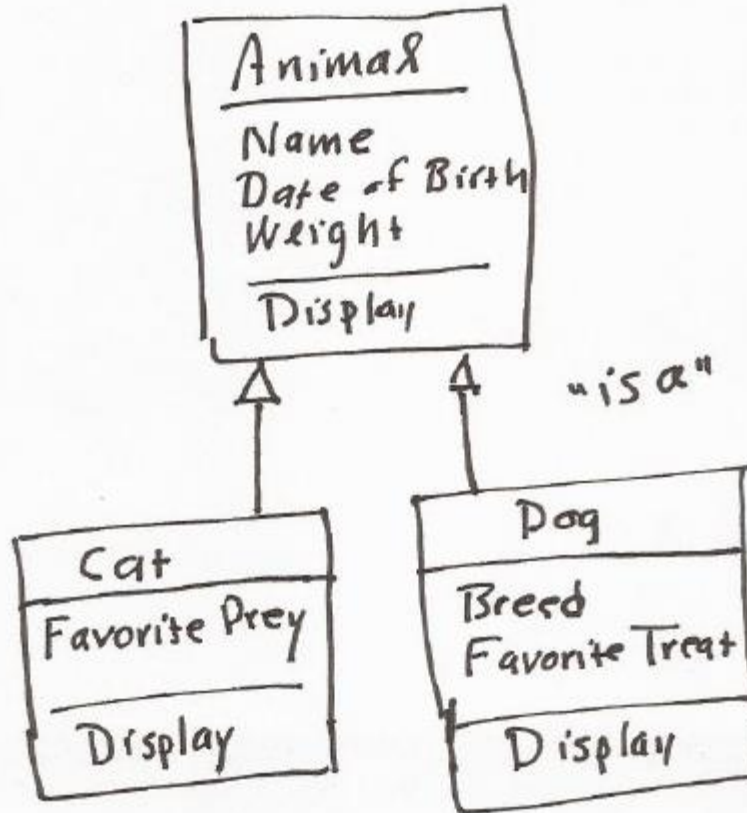 Animal
Name
Date of Birth
Weight
Display
"is a"
Cat
Favorite Prey
Display
Dog
Breed
Favorite Treat
Display